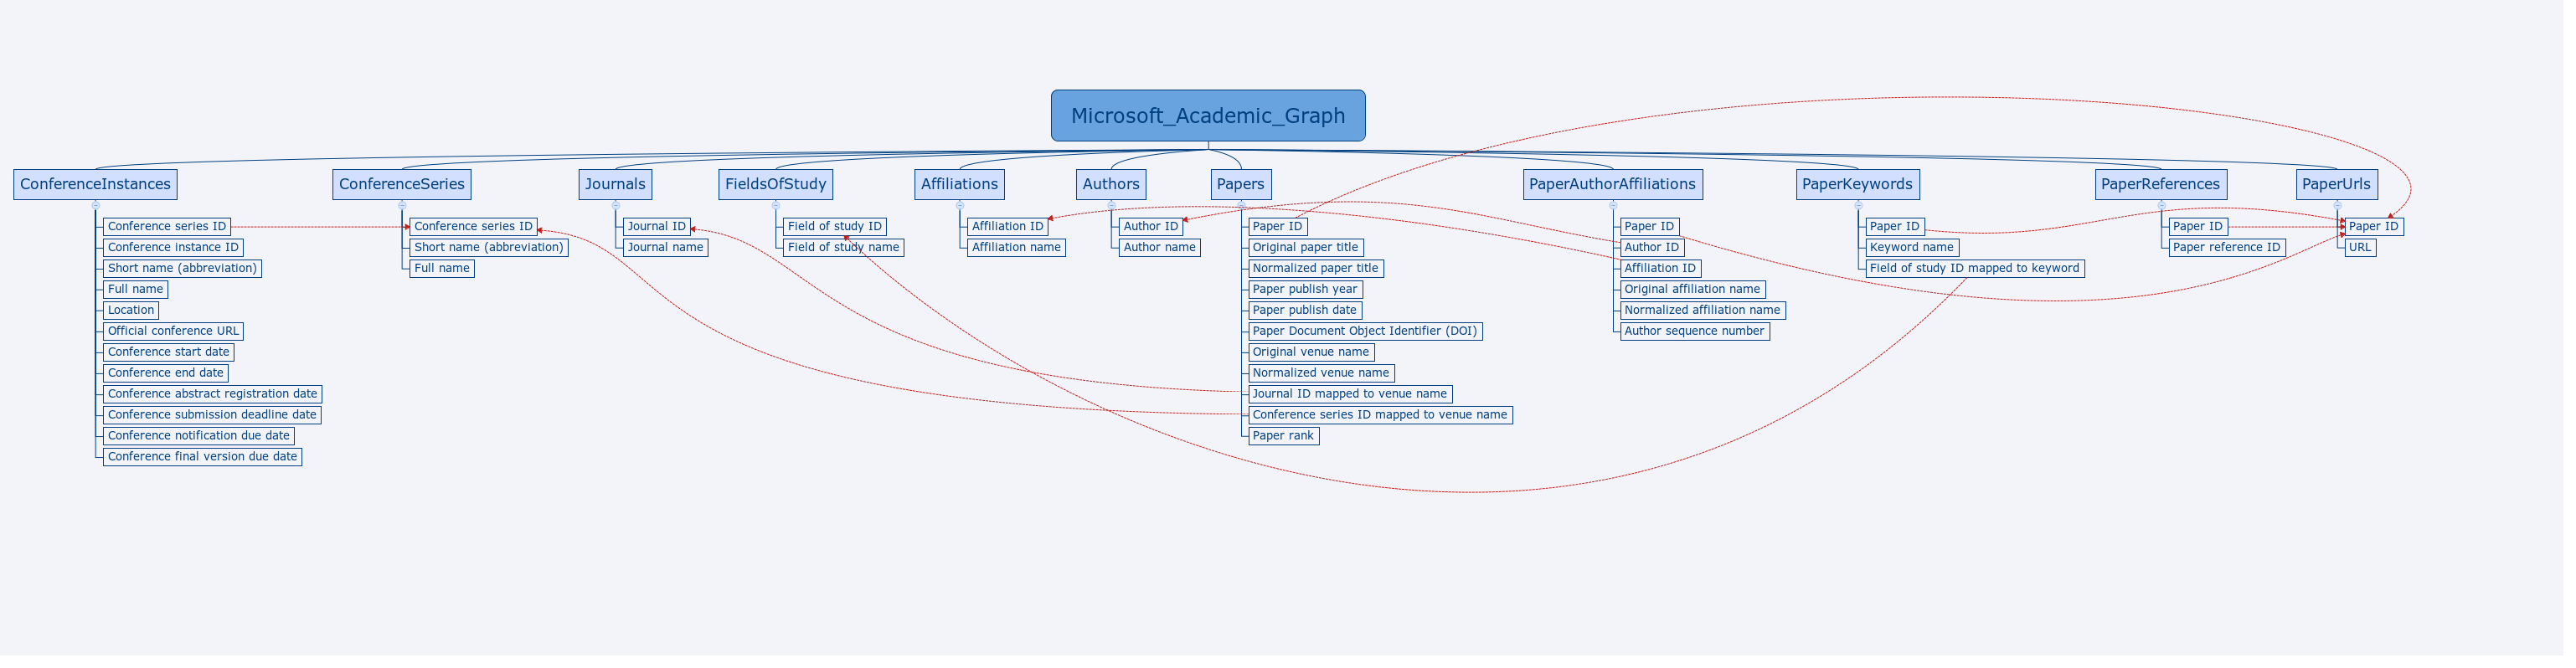 Microsoft_Academic_Graph
ConferenceInstances
Conference series ID
Conference instance ID
Short name (abbreviation)
Full name
Location
Official conference URL
Conference start date
Conference end date
Conference abstract registration date
Conference submission deadline date
Conference notification due date
Conference final version due date
ConferenceSeries
Conference series ID
Short name (abbreviation)
Full name
Journals
Journal ID
Journal name
FieldsOfStudy
Field of study ID
Field of study name
Affiliations
Affiliation ID
Affiliation name
Authors
Author ID
Author name
Papers
Paper ID
Original paper title
Normalized paper title
Paper publish year
Paper publish date
Paper Document Object Identifier (DOI)
Original venue name
Normalized venue name
Journal ID mapped to venue name
Conference series ID mapped to venue name
Paper rank
PaperAuthorAffiliations
Paper ID
Author ID
Affiliation ID
Original affiliation name
Normalized affiliation name
Author sequence number
PaperKeywords
Paper ID
Keyword name
Field of study ID mapped to keyword
PaperReferences
Paper ID
Paper reference ID
PaperUrls
Paper ID
URL